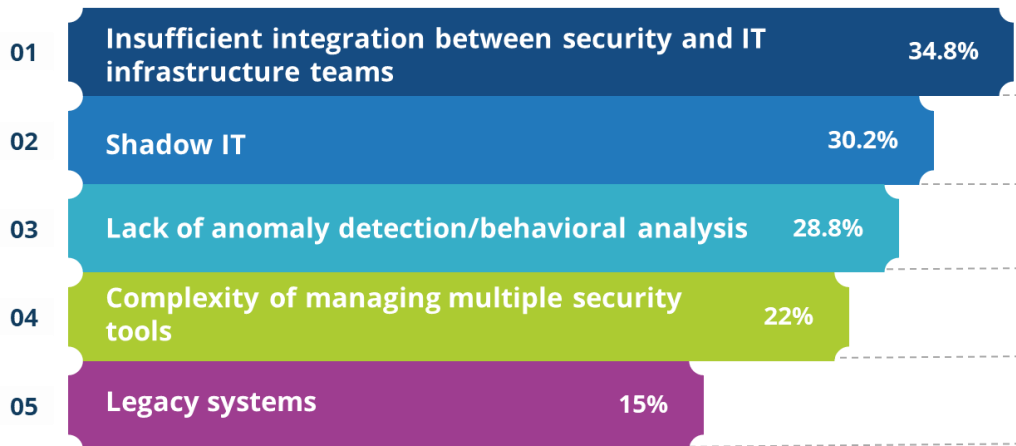 01
Insufficient integration between security and IT
infrastructure teams
34.8%
02
Shadow IT
30.2%
03
Lack of anomaly detection/behavioral analysis
28.8%
04
Complexity of managing multiple security
tools
22%
05
Legacy systems
15%